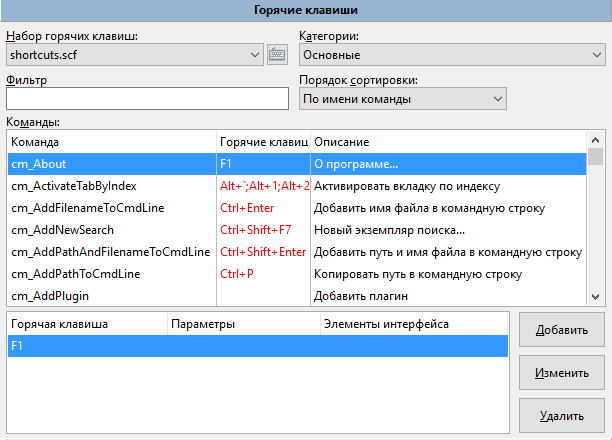 Горячие клавиши
Набор горячих клавиш: Категории:
shortcuts.scf Основные
Фильтр Порядок сортировки:
По имени команды
Команды:
Команда Горячие клавиш Описание
cm_About F1 О программе...
cm_ActivateTabByIndex Alt+`;Alt+1;Alt+2 Активировать вкладку по индексу
cm_AddFilenameToCmdLine Ctrl+Enter Добавить имя файла в командную строку
cm_AddNewSearch Ctrl+Shift+F7 Новый экземпляр поиска...
cm_AddPathAndFilenameToCmdLine Ctrl+Shift+Enter Добавить путь и имя файла в командную строку
cm_AddPathToCmdLine Ctrl+P Копировать путь в командную строку
cm_AddPlugin Добавить плагин
Горячая клавиша Параметры Элементы интерфейса
F1
Добавить
Изменить
Удалить